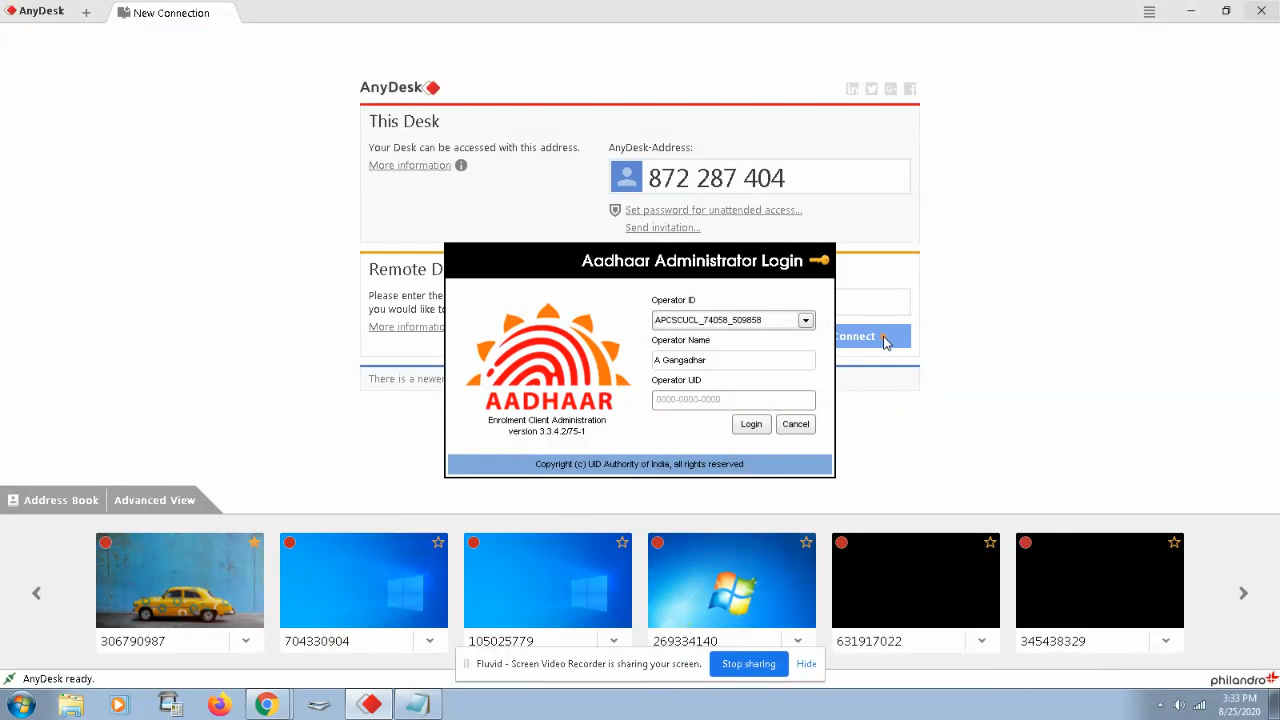 AnyDesk
New Connection
AnyDesk
This Desk
Your Desk can be accessed with this address.
More information
AnyDesk-Address:
872 287 404
Set password for unattended access...
Send invitation...
Remote D
Please enter the
you would like to
More informatio
Connect
There is a newer
Aadhaar Administrator Login
AADHAAR
Enrolment Client Administration
version 3.3.4.2/75-1
Operator ID
APCSCUCL_74058_509858
Operator Name
A Gangadhar
Operator UID
0000-0000-0000
Login
Cancel
Copyright (c) UID Authority of India, all rights reserved
Address Book
Advanced View
306790987
704330904
105025779
269334140
631917022
345438329
Fluvid - Screen Video Recorder is sharing your screen.
Stop sharing
Hide
AnyDesk ready.
philandro
3:33 PM
8/25/2020